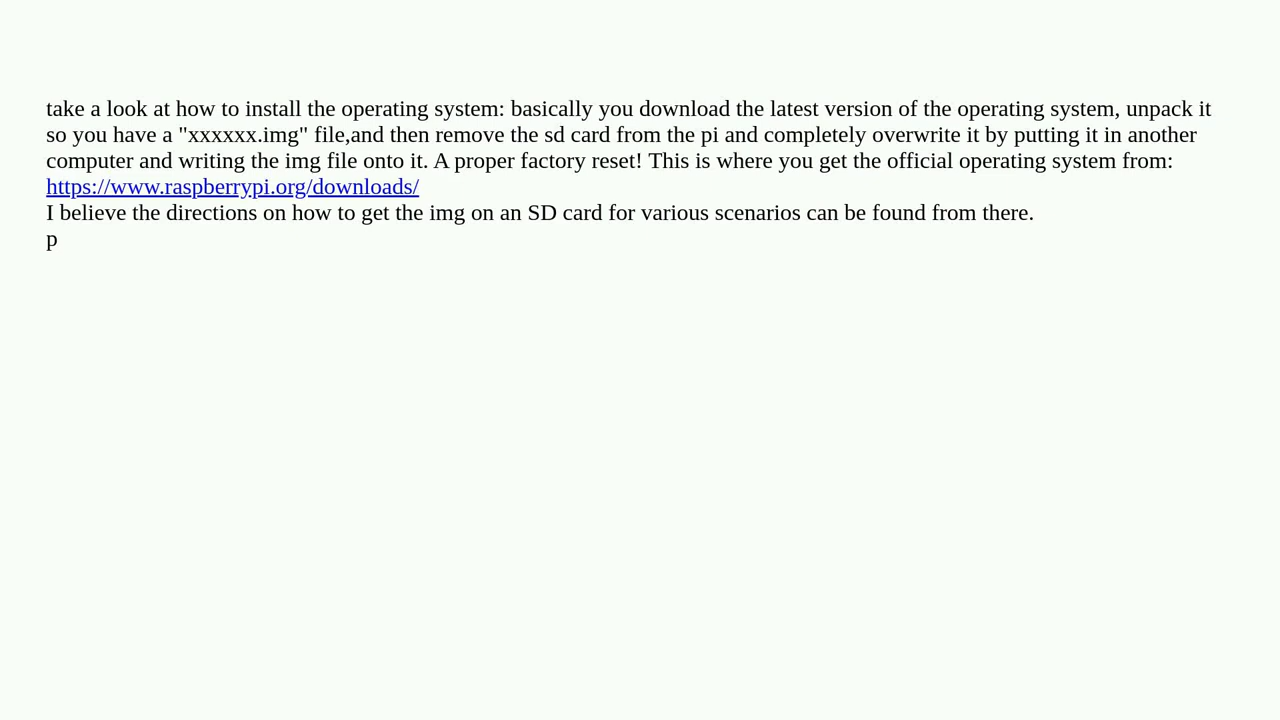 take a look at how to install the operating system: basically you download the latest version of the operating system, unpack it
so you have a "xxxxxx.img" file,and then remove the sd card from the pi and completely overwrite it by putting it in another
computer and writing the img file onto it. A proper factory reset! This is where you get the official operating system from:
https://www.raspberrypi.org/downloads/
I believe the directions on how to get the img on an SD card for various scenarios can be found from there.
p